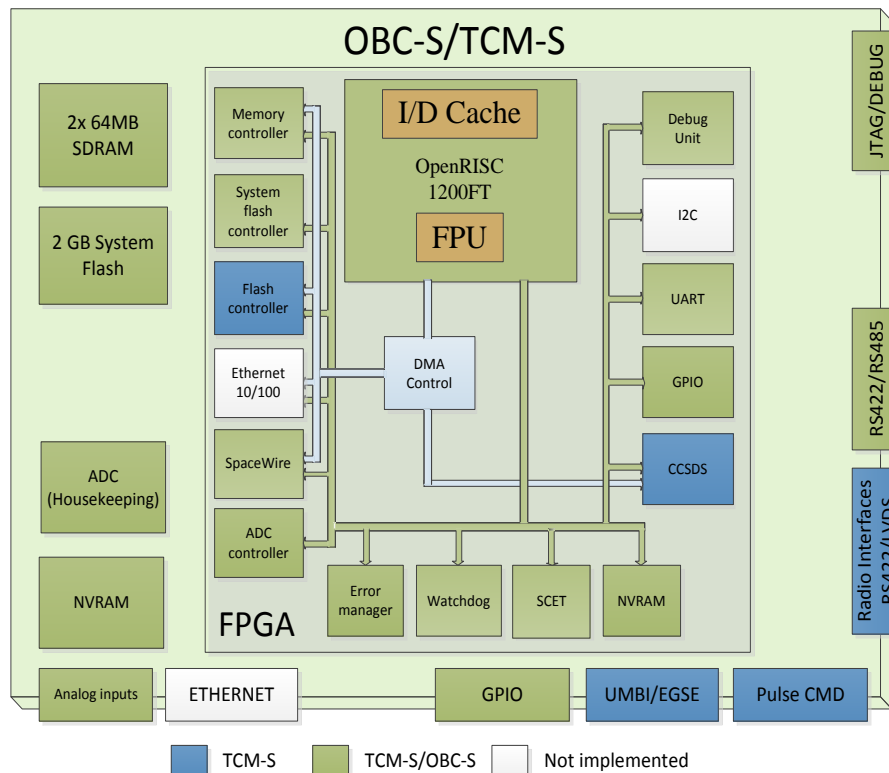 OBC-S/TCM-S
2x 64MB
SDRAM
2 GB System
Flash
ADC
(Housekeeping)
NVRAM
Memory
controller
System
flash
controller
Flash
controller
Ethernet
10/100
SpaceWire
ADC
controller
FPGA
I/D Cache
OpenRISC
1200FT
FPU
DMA
Control
Debug
Unit
I2C
UART
GPIO
CCSDS
Error
manager
Watchdog
SCET
NVRAM
JTAG/DEBUG
RS422/RS485
Radio Interfaces
RS422/LVDS
Analog inputs
ETHERNET
GPIO
UMBI/EGSE
Pulse CMD
TCM-S
TCM-S/OBC-S
Not implemented